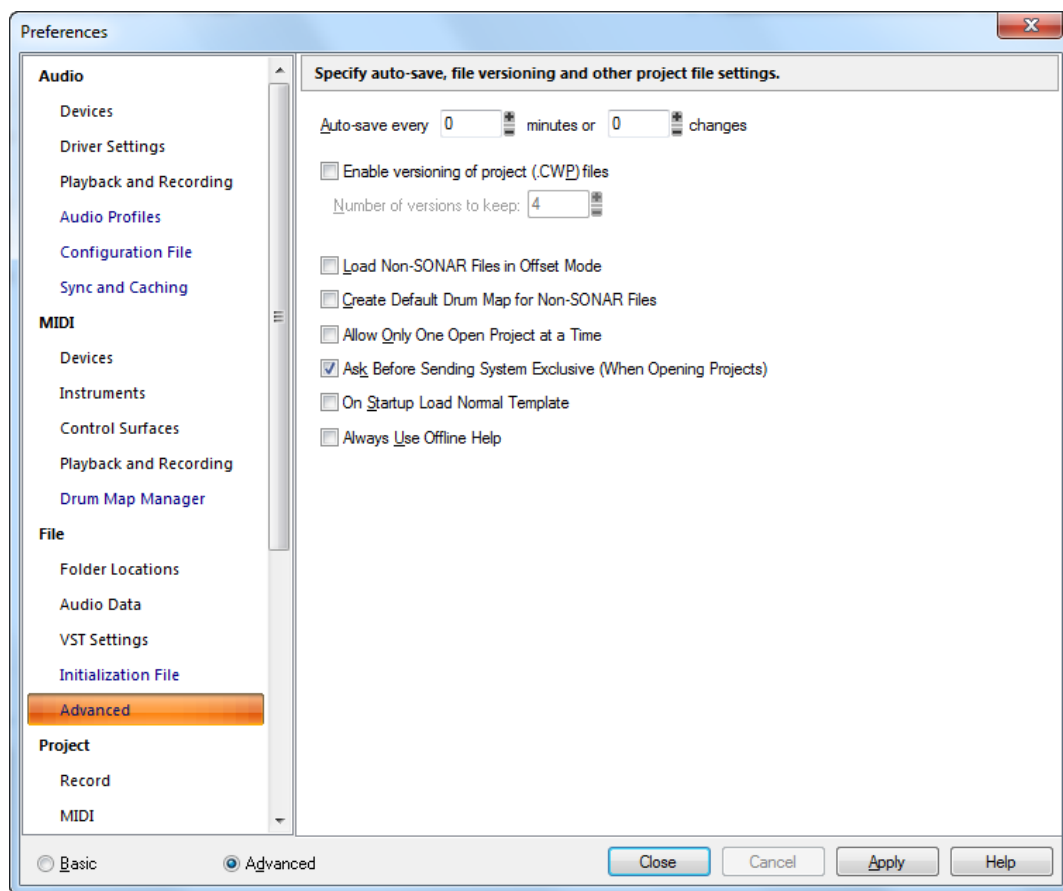 Preferences
Audio
Devices
Driver Settings
Playback and Recording
Audio Profiles
Configuration File
Sync and Caching
MIDI
Devices
Instruments
Control Surfaces
Playback and Recording
Drum Map Manager
File
Folder Locations
Audio Data
VST Settings
Initialization File
Advanced
Project
Record
MIDI
Specify auto-save, file versioning and other project file settings.
Auto-save every 0 minutes or 0 changes
Enable versioning of project (.CWP) files
Number of versions to keep: 4
Load Non-SONAR Files in Offset Mode
Create Default Drum Map for Non-SONAR Files
Allow Only One Open Project at a Time
Ask Before Sending System Exclusive (When Opening Projects)
On Startup Load Normal Template
Always Use Offline Help
Basic Advanced Close Cancel Apply Help